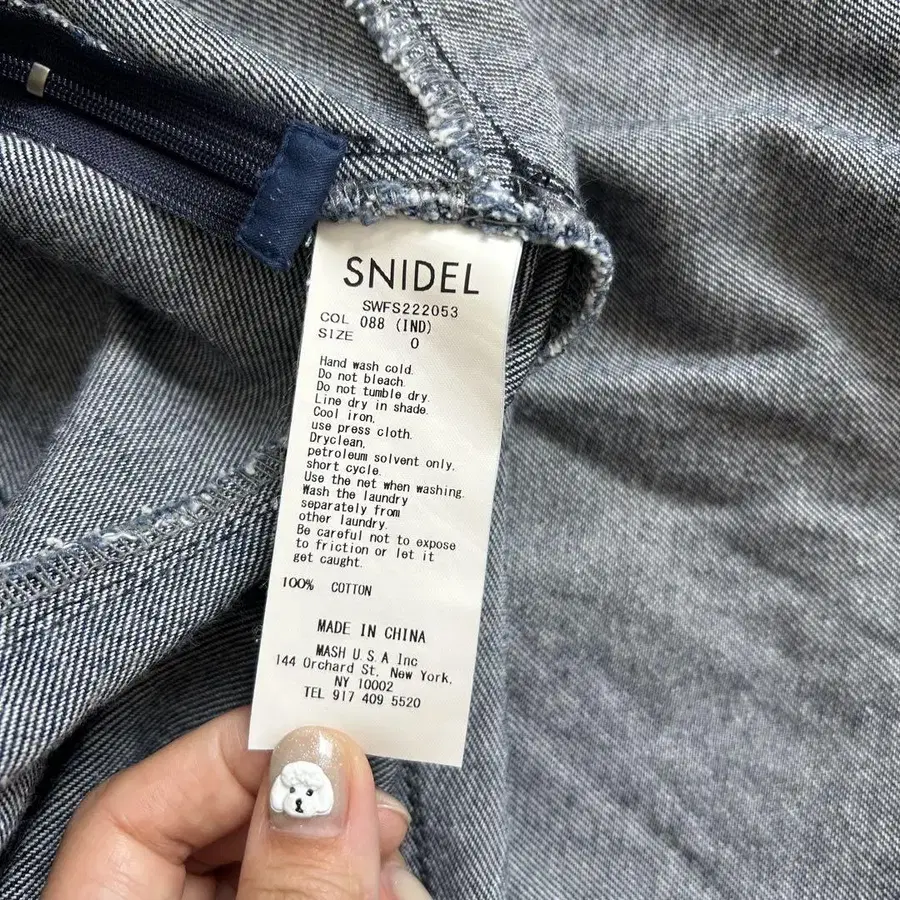 SNIDEL
SWFS222053
COL 088 (IND)
SIZE 0
Hand wash cold.
Do not bleach.
Do not tumble dry.
Line dry in shade.
Cool iron,
use press cloth.
Dryclean,
petroleum solvent only.
short cycle.
Use the net when washing.
Wash the laundry
separately from
other laundry.
Be careful not to expose
to friction or let it
get caught.
100% COTTON
MADE IN CHINA
MASH U.S.A Inc
144 Orchard St, New York,
NY 10002
TEL 917 409 5520